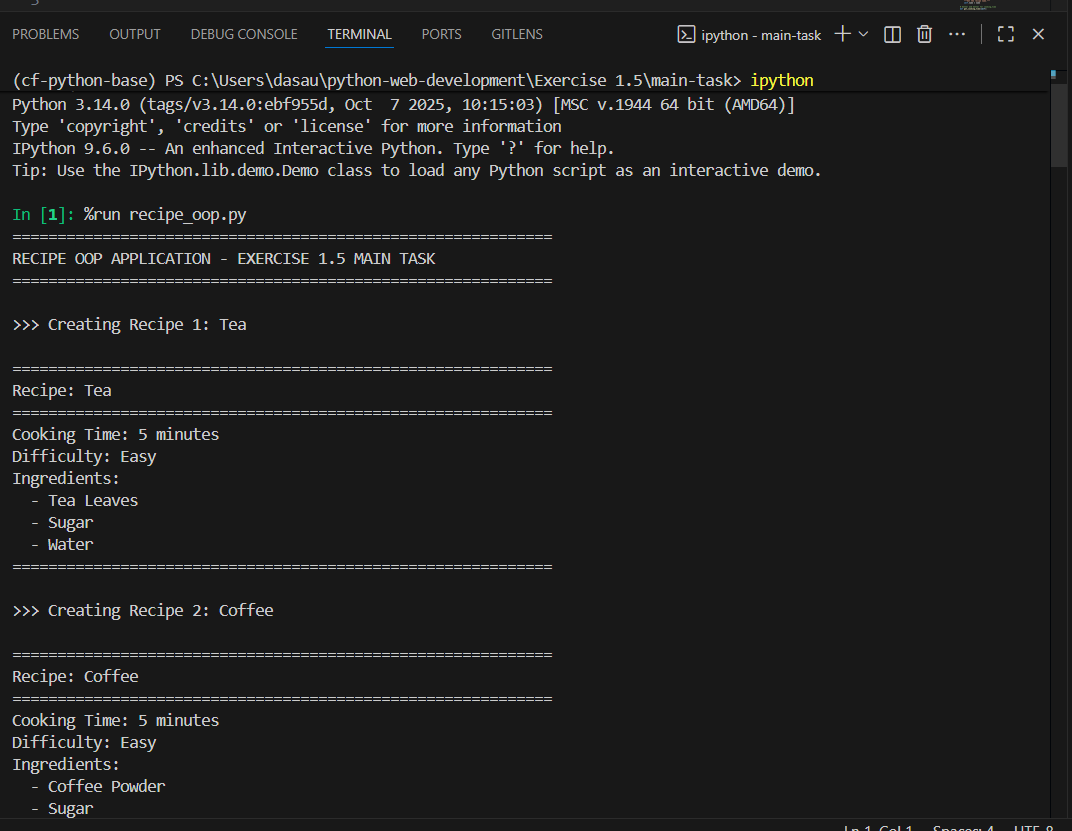 PROBLEMS OUTPUT DEBUG CONSOLE TERMINAL PORTS GITLENS ipython - main-task
(cf-python-base) PS C:\Users\dasau\python-web-development\Exercise 1.5\main-task> ipython
Python 3.14.0 (tags/v3.14.0:ebf955d, Oct  7 2025, 10:15:03) [MSC v.1944 64 bit (AMD64)]
Type 'copyright', 'credits' or 'license' for more information
IPython 9.6.0 -- An enhanced Interactive Python. Type '?' for help.
Tip: Use the IPython.lib.demo.Demo class to load any Python script as an interactive demo.
In [1]: %run recipe_oop.py
============================================================
RECIPE OOP APPLICATION - EXERCISE 1.5 MAIN TASK
============================================================
>>> Creating Recipe 1: Tea
============================================================
Recipe: Tea
============================================================
Cooking Time: 5 minutes
Difficulty: Easy
Ingredients:
  - Tea Leaves
  - Sugar
  - Water
============================================================
>>> Creating Recipe 2: Coffee
============================================================
Recipe: Coffee
============================================================
Cooking Time: 5 minutes
Difficulty: Easy
Ingredients:
  - Coffee Powder
  - Sugar
Ln 1, Col 1 Spaces: 4 UTF-8